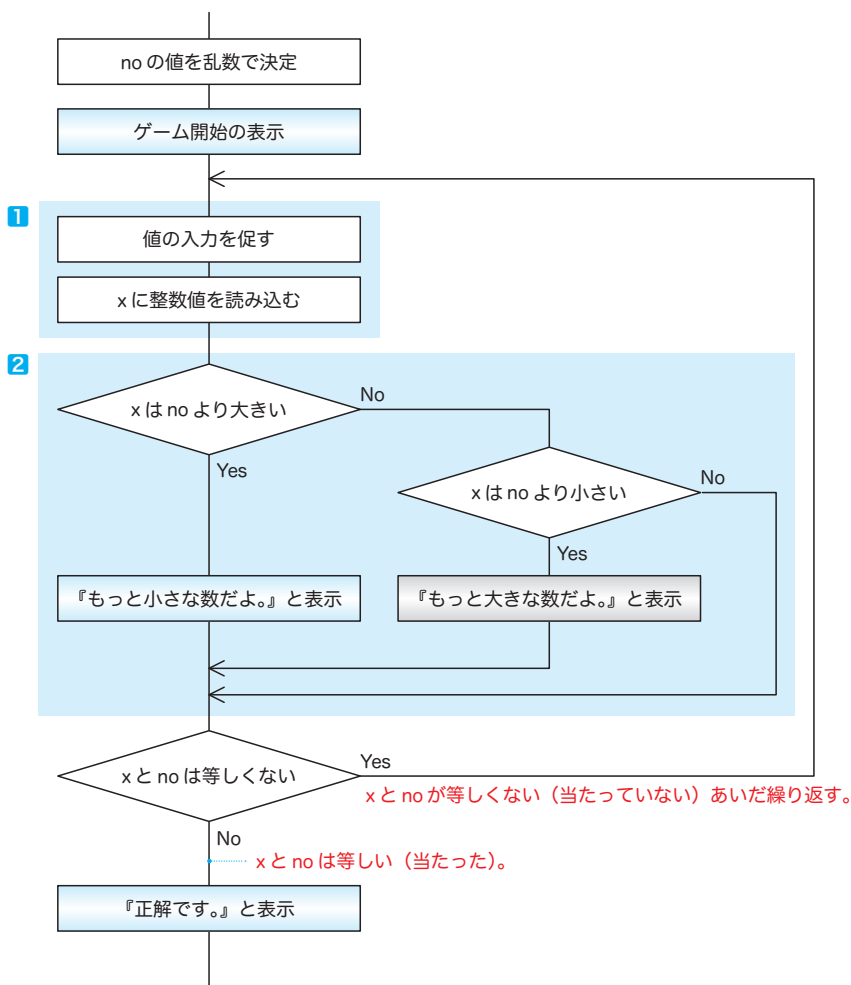 no の値を乱数で決定
ゲーム開始の表示
1
値の入力を促す
x に整数値を読み込む
2
x は no より大きい
No
Yes
x は no より小さい
No
Yes
『もっと小さな数だよ。』と表示
『もっと大きな数だよ。』と表示
x と no は等しくない
Yes
x と no が等しくない（当たっていない）あいだ繰り返す。
No
x と no は等しい（当たった）。
『正解です。』と表示